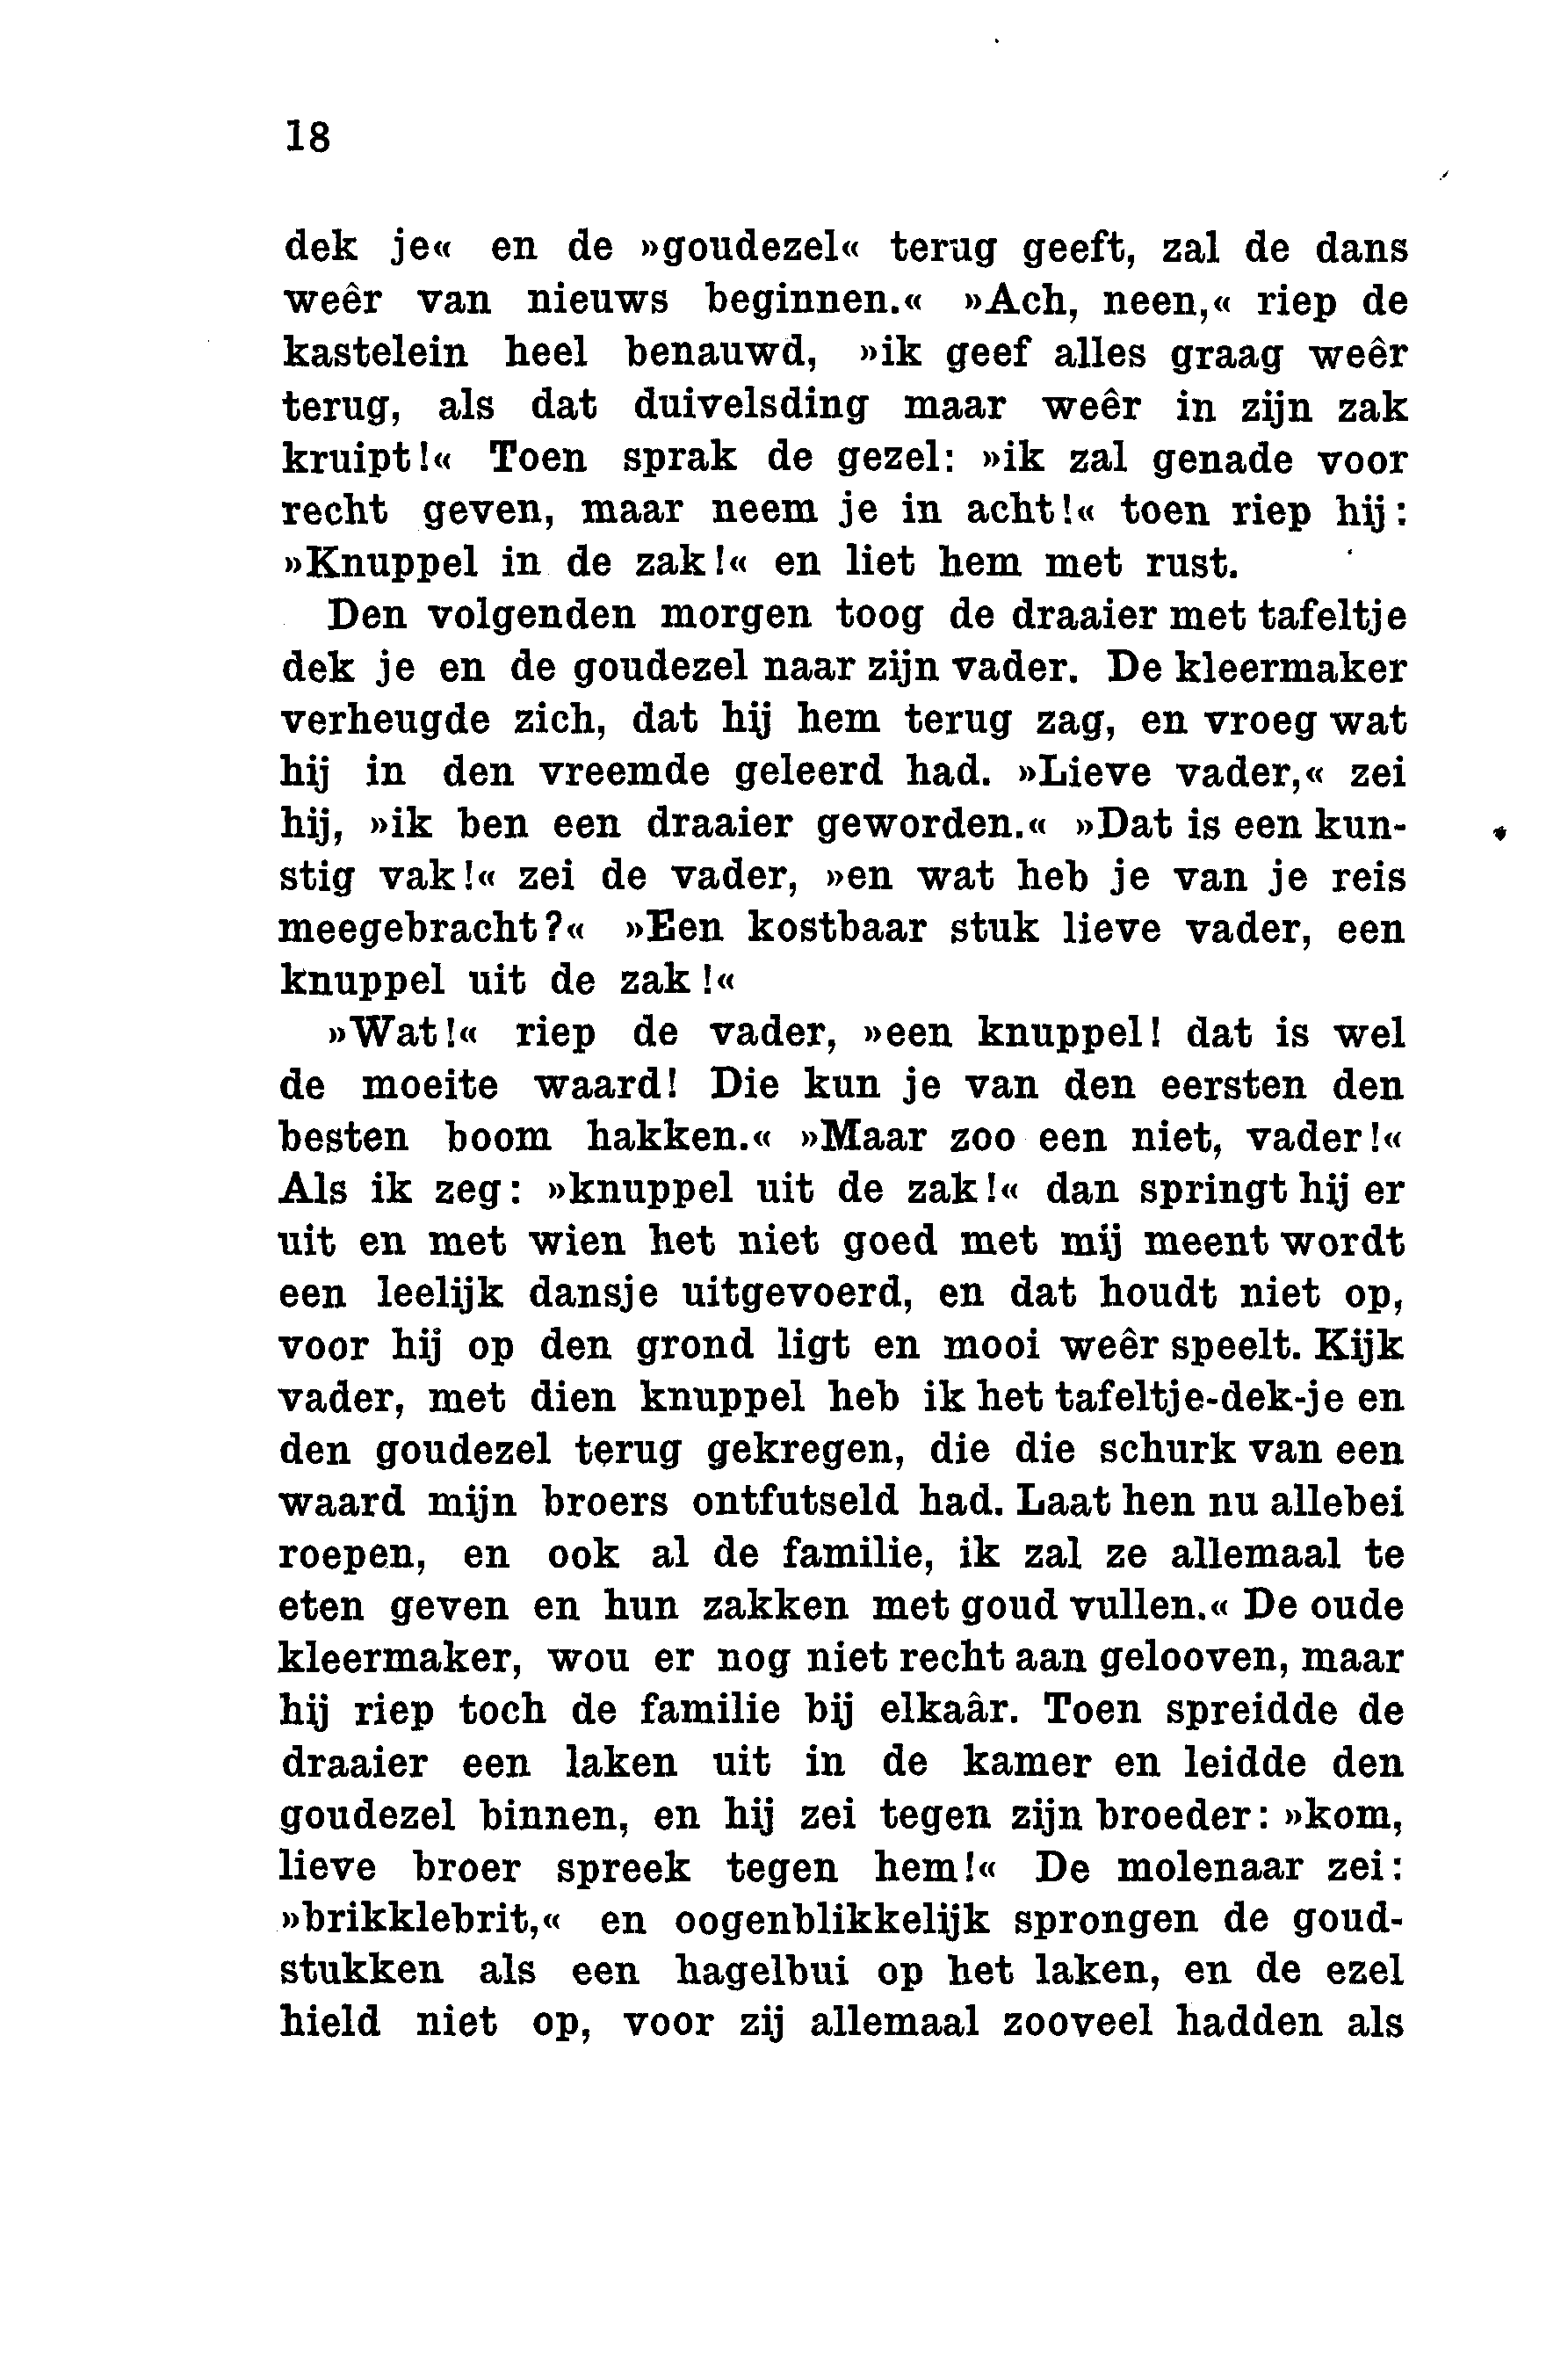 18
dek je« en de »goudezel« terug geeft, zal de dans
weêr van nieuws beginnen.« »Ach, neen,« riep de
kastelein heel benauwd, »ik geef alles graag weêr
terug, als dat duivelsding maar weêr in zijn zak
kruipt!« Toen sprak de gezel: »ik zal genade voor
recht geven, maar neem je in acht!« toen riep hij:
»Knuppel in de zak!« en liet hem met rust.
Den volgenden morgen toog de draaier met tafeltje
dek je en de goudezel naar zijn vader. De kleermaker
verheugde zich, dat hij hem terug zag, en vroeg wat
hij in den vreemde geleerd had. »Lieve vader,« zei
hij, »ik ben een draaier geworden.« »Dat is een kun-
stig vak!« zei de vader, »en wat heb je van je reis
meegebracht?« »Een kostbaar stuk lieve vader, een
knuppel uit de zak!«
»Wat!« riep de vader, »een knuppel! dat is wel
de moeite waard! Die kun je van den eersten den
besten boom hakken.« »Maar zoo een niet, vader!«
Als ik zeg: »knuppel uit de zak!« dan springt hij er
uit en met wien het niet goed met mij meent wordt
een leelijk dansje uitgevoerd, en dat houdt niet op,
voor hij op den grond ligt en mooi weêr speelt. Kijk
vader, met dien knuppel heb ik het tafeltje-dek-je en
den goudezel terug gekregen, die die schurk van een
waard mijn broers ontfutseld had. Laat hen nu allebei
roepen, en ook al de familie, ik zal ze allemaal te
eten geven en hun zakken met goud vullen.« De oude
kleermaker, wou er nog niet recht aan gelooven, maar
hij riep toch de familie bij elkaâr. Toen spreidde de
draaier een laken uit in de kamer en leidde den
goudezel binnen, en hij zei tegen zijn broeder: »kom,
lieve broer spreek tegen hem!« De molenaar zei:
»brikklebrit,« en oogenblikkelijk sprongen de goud-
stukken als een hagelbui op het laken, en de ezel
hield niet op, voor zij allemaal zooveel hadden als